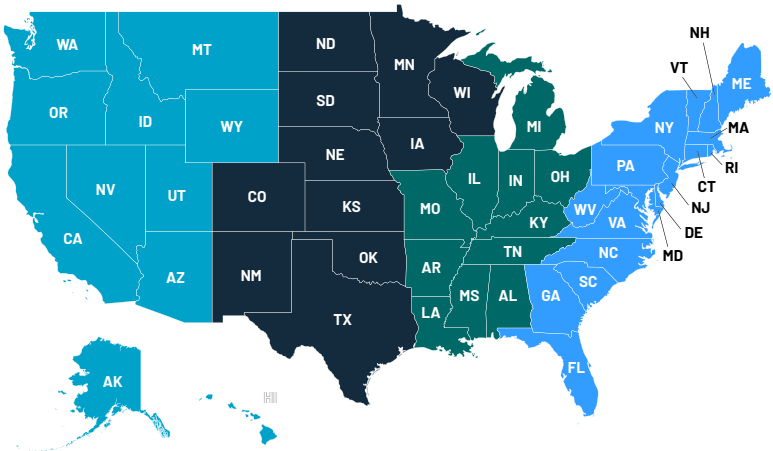 NH
WA
MT
ND
MN
VT
ME
OR
ID
WY
SD
WI
MI
NY
MA
NV
UT
CO
NE
IA
IL
IN
OH
PA
RI
CT
CA
AZ
NM
KS
MO
KY
WV
VA
NJ
DE
MD
OK
AR
TN
NC
SC
TX
LA
MS
AL
GA
FL
AK
HI